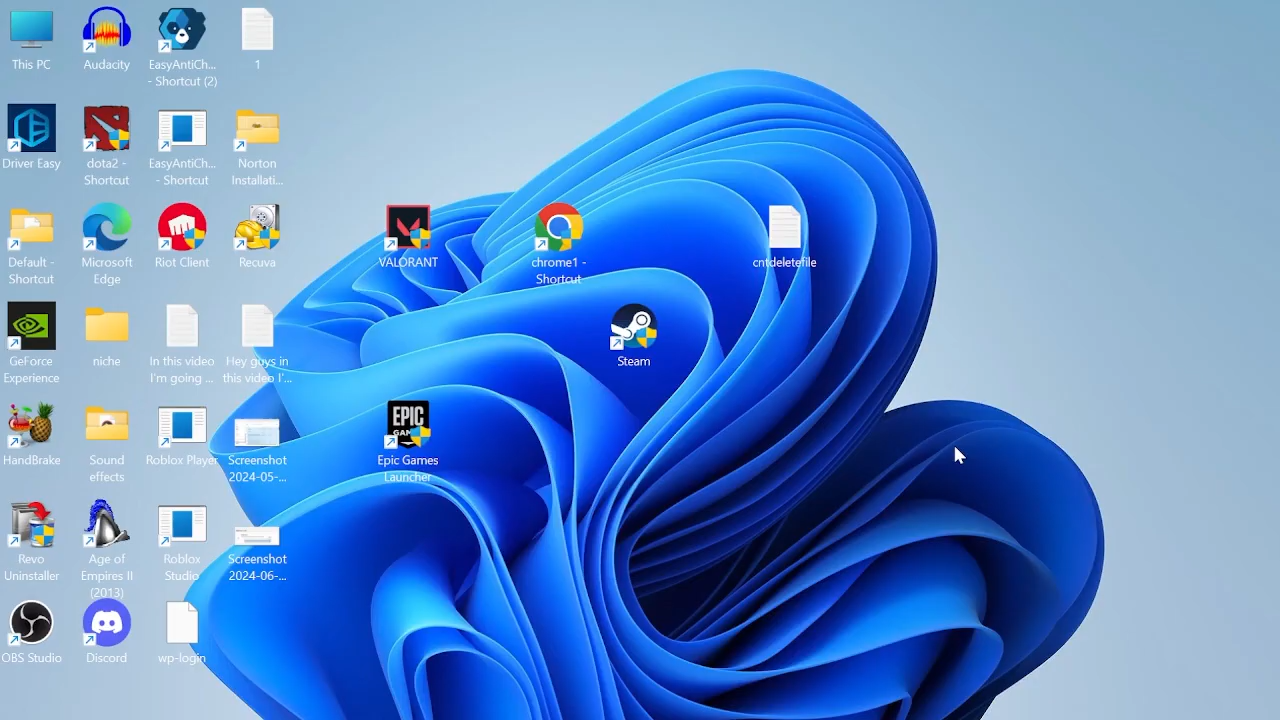 This PC
Audacity
EasyAntiCh...
- Shortcut (2)
1
Driver Easy
dota2 -
Shortcut
EasyAntiCh...
- Shortcut
Norton
Installati...
Default -
Shortcut
Microsoft
Edge
Riot Client
Recuva
VALORANT
chrome1 -
Shortcut
cntdeletefile
GeForce
Experience
niche
In this video
I'm going ...
Hey guys in
this video I'...
Steam
HandBrake
Sound
effects
Roblox Player
Screenshot
2024-05-...
EPIC
GAMES
Epic Games
Launcher
Revo
Uninstaller
Age of
Empires II
(2013)
Roblox
Studio
Screenshot
2024-06-...
OBS Studio
Discord
wp-login